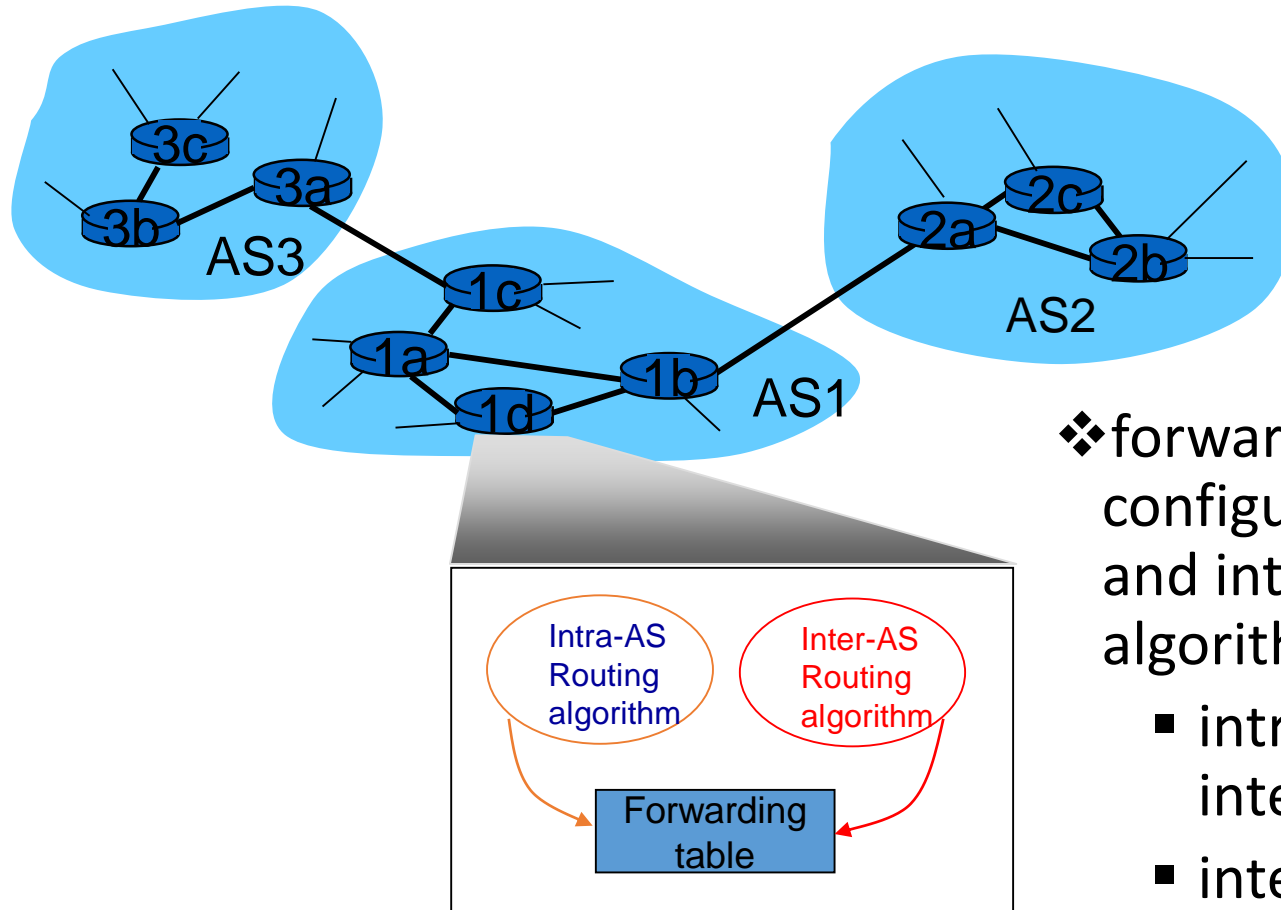 3c
3a
3b
AS3
2c
2a
2b
AS2
1c
1a
1b
1d
AS1
❖forwar
configu
and int
algorith
▪ intr
inte
▪ inte
Intra-AS
Routing
algorithm
Inter-AS
Routing
algorithm
Forwarding
table